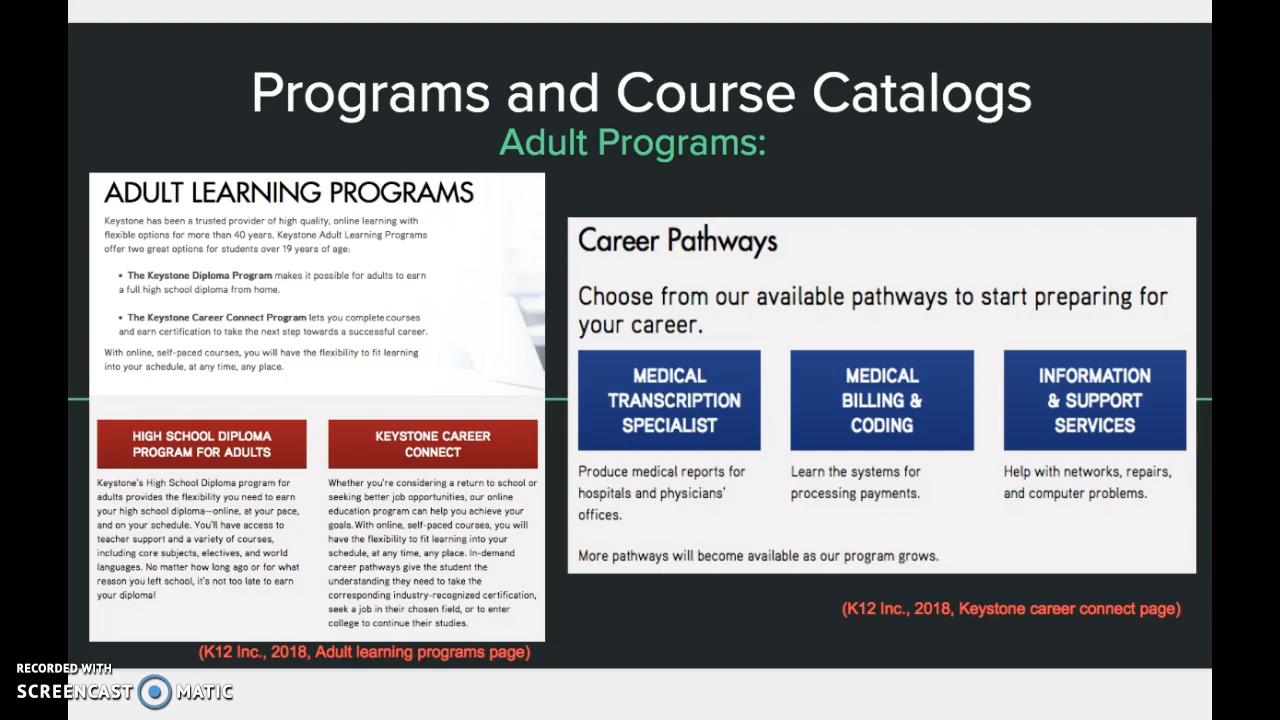 Programs and Course Catalogs
Adult Programs:
ADULT LEARNING PROGRAMS
Keystone has been a trusted provider of high quality, online learning with
flexible options for more than 40 years. Keystone Adult Learning Programs
offer two great options for students over 19 years of age:
• The Keystone Diploma Program makes it possible for adults to earn
a full high school diploma from home.
• The Keystone Career Connect Program lets you complete courses
and earn certification to take the next step towards a successful career.
With online, self-paced courses, you will have the flexibility to fit learning
into your schedule, at any time, any place.
HIGH SCHOOL DIPLOMA
PROGRAM FOR ADULTS
Keystone's High School Diploma program for
adults provides the flexibility you need to earn
your high school diploma—online, at your pace,
and on your schedule. You'll have access to
teacher support and a variety of courses,
including core subjects, electives, and world
languages. No matter how long ago or for what
reason you left school, it's not too late to earn
your diploma!
KEYSTONE CAREER
CONNECT
Whether you're considering a return to school or
seeking better job opportunities, our online
education program can help you achieve your
goals. With online, self-paced courses, you will
have the flexibility to fit learning into your
schedule, at any time, any place. In-demand
career pathways give the student the
understanding they need to take the
corresponding industry-recognized certification,
seek a job in their chosen field, or to enter
college to continue their studies.
(K12 Inc., 2018, Adult learning programs page)
Career Pathways
Choose from our available pathways to start preparing for
your career.
MEDICAL
TRANSCRIPTION
SPECIALIST
Produce medical reports for
hospitals and physicians'
offices.
MEDICAL
BILLING &
CODING
Learn the systems for
processing payments.
INFORMATION
& SUPPORT
SERVICES
Help with networks, repairs,
and computer problems.
More pathways will become available as our program grows.
(K12 Inc., 2018, Keystone career connect page)
RECORDED WITH
SCREENCAST MATIC